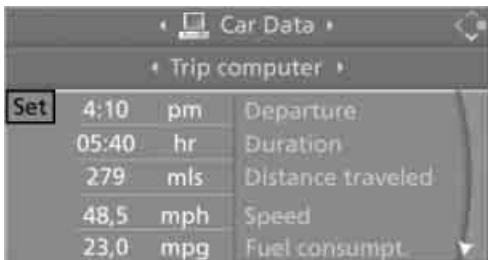 Car Data
Trip computer
Set 4:10 pm Departure
05:40 hr Duration
279 mls Distance traveled
48,5 mph Speed
23,0 mpg Fuel consumpt.